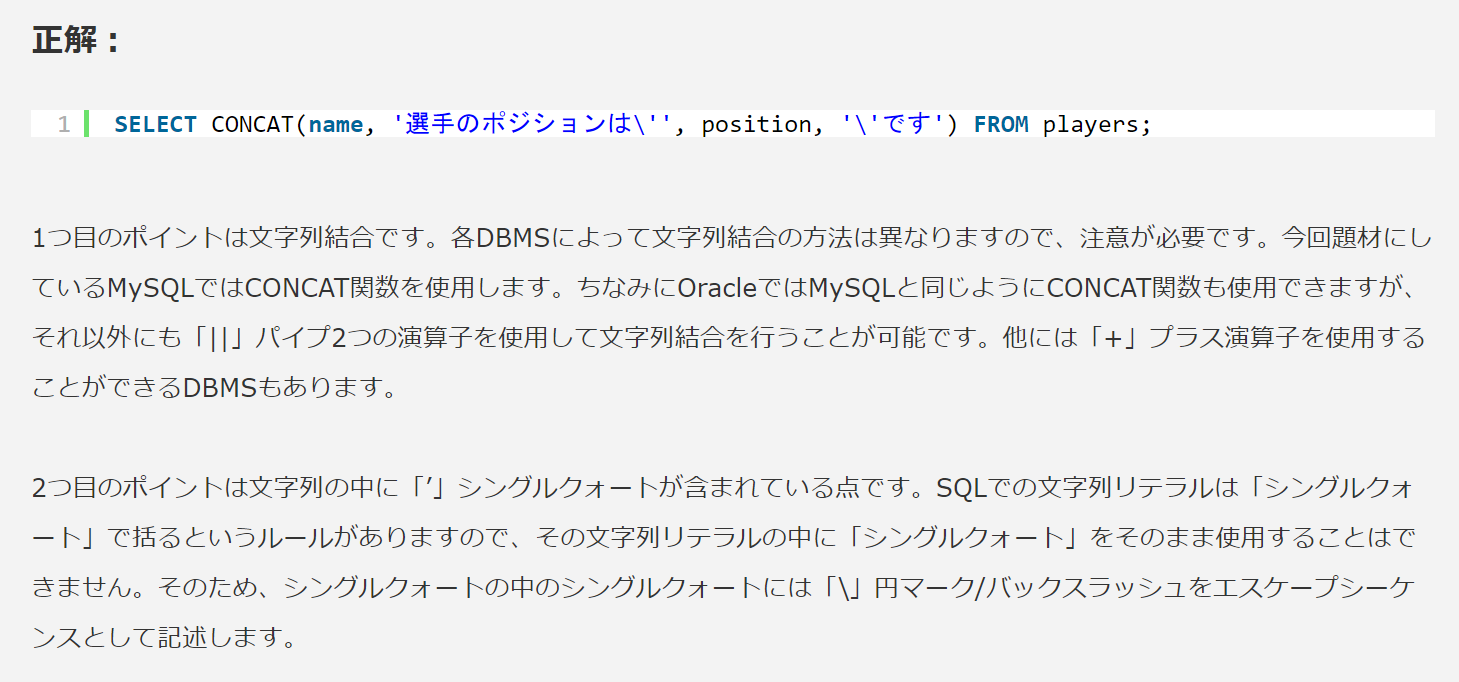 正解：
1 SELECT CONCAT(name, '選手のポジションは\'', position, '\'です') FROM players;
1つ目のポイントは文字列結合です。各DBMSによって文字列結合の方法は異なりますので、注意が必要です。今回題材にし
ているMySQLではCONCAT関数を使用します。ちなみにOracleではMySQLと同じようにCONCAT関数も使用できますが、
それ以外にも「||」パイプ2つの演算子を使用して文字列結合を行うことが可能です。他には「+」プラス演算子を使用する
ことができるDBMSもあります。
2つ目のポイントは文字列の中に「’」シングルクォートが含まれている点です。SQLでの文字列リテラルは「シングルクォ
ート」で括るというルールがありますので、その文字列リテラルの中に「シングルクォート」をそのまま使用することはで
きません。そのため、シングルクォートの中のシングルクォートには「\」円マーク/バックスラッシュをエスケープシーケ
ンスとして記述します。